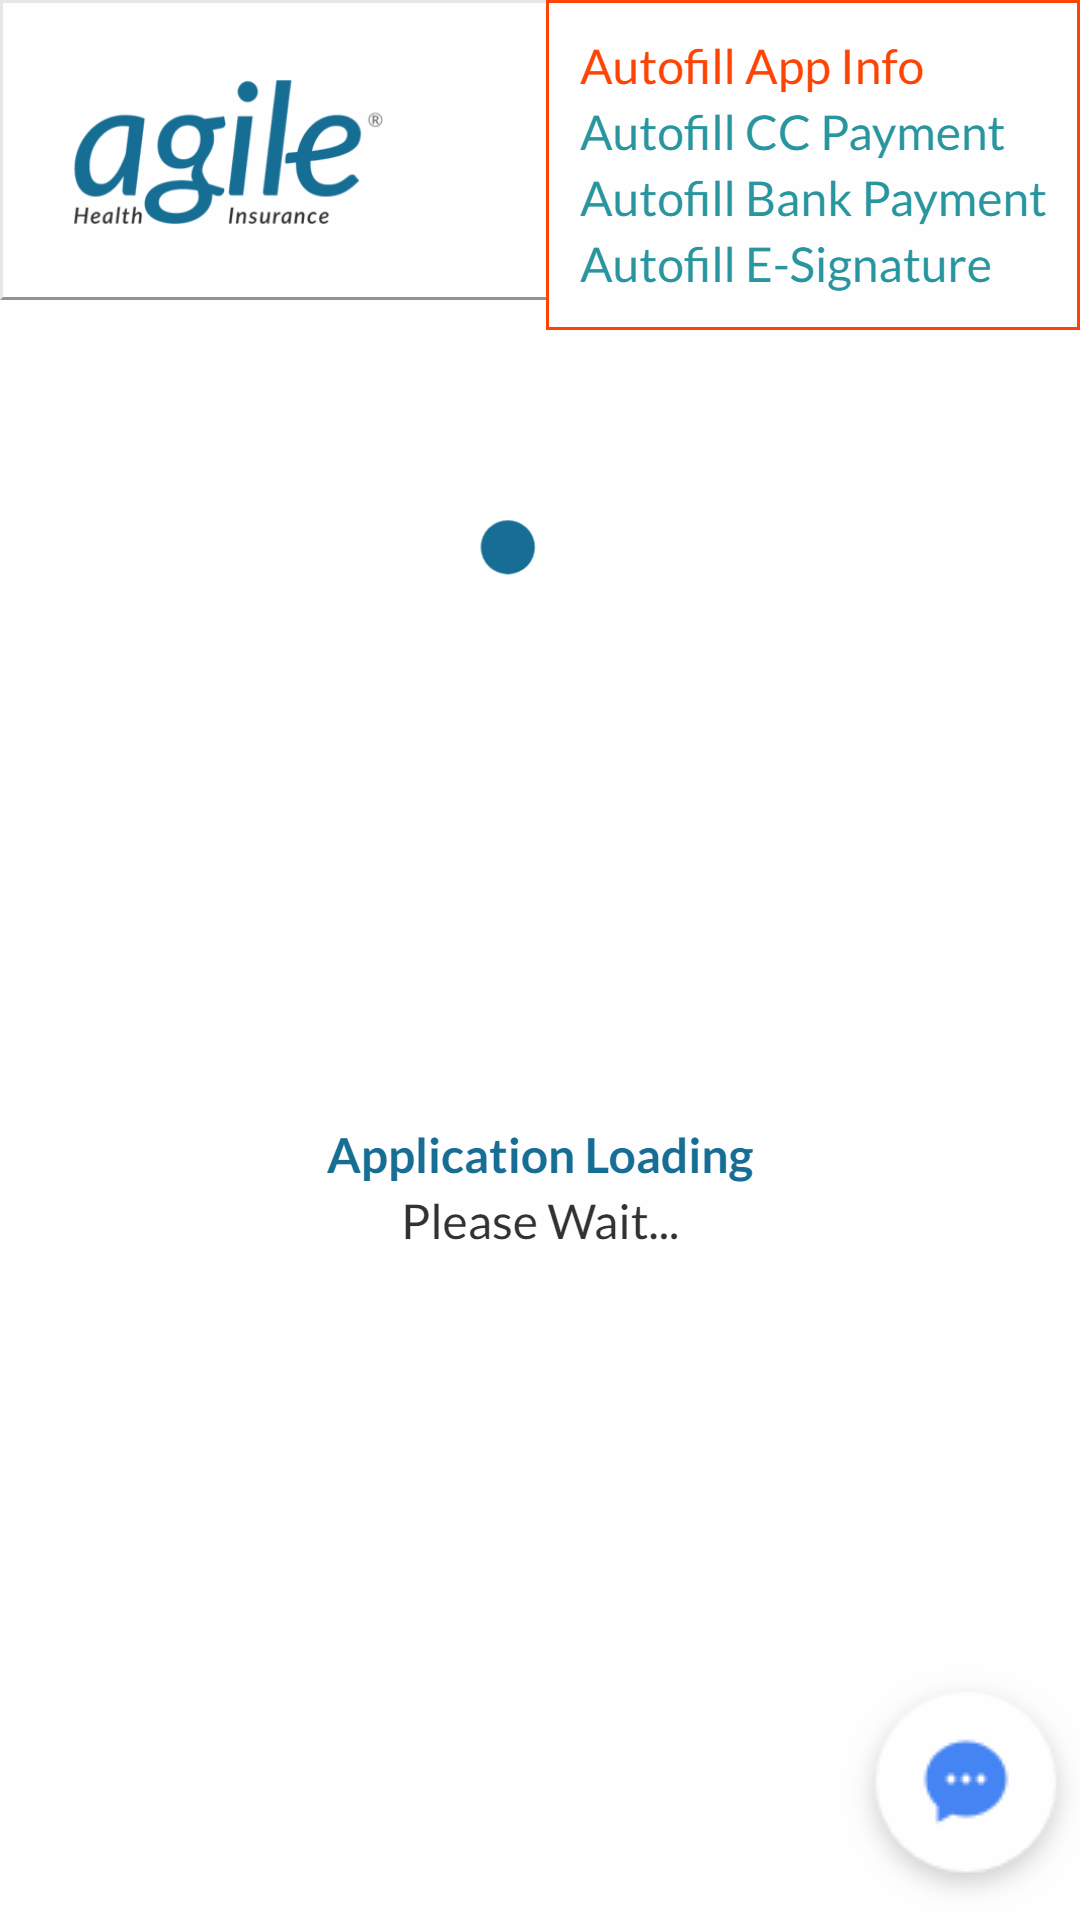 agile®
Health Insurance
Autofill App Info
Autofill CC Payment
Autofill Bank Payment
Autofill E-Signature
Application Loading
Please Wait...